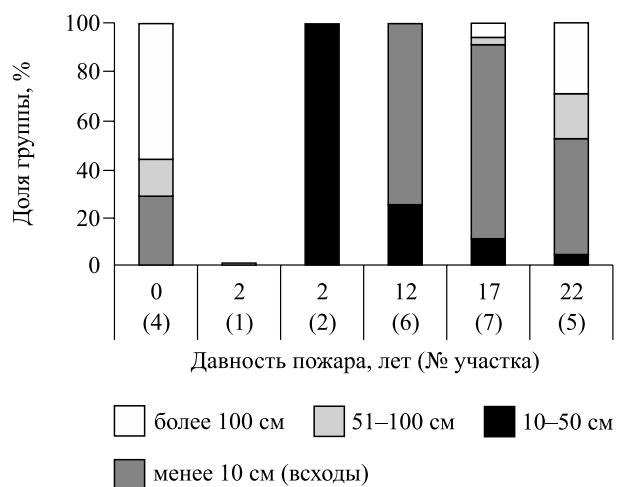 Доля группы, %
100
80
60
40
20
0
0 2 2 12 17 22
(4) (1) (2) (6) (7) (5)
Давность пожара, лет (№ участка)
более 100 см 51–100 см 10–50 см
менее 10 см (всходы)